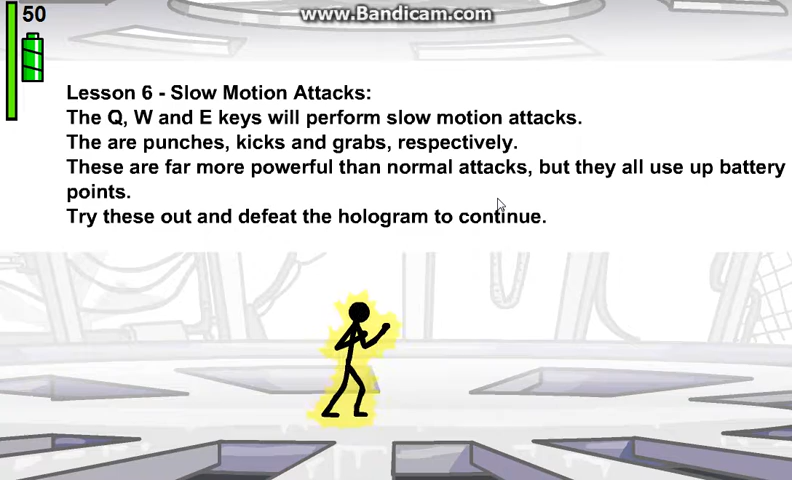 www.Bandicam.com
50
Lesson 6 - Slow Motion Attacks:
The Q, W and E keys will perform slow motion attacks.
The are punches, kicks and grabs, respectively.
These are far more powerful than normal attacks, but they all use up battery
points.
Try these out and defeat the hologram to continue.